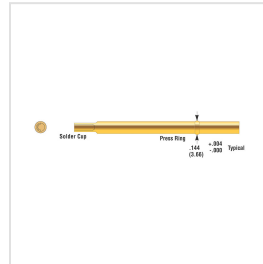 Solder Cup
Press Ring
.144 +.004 -.000 Typical
(3.66)